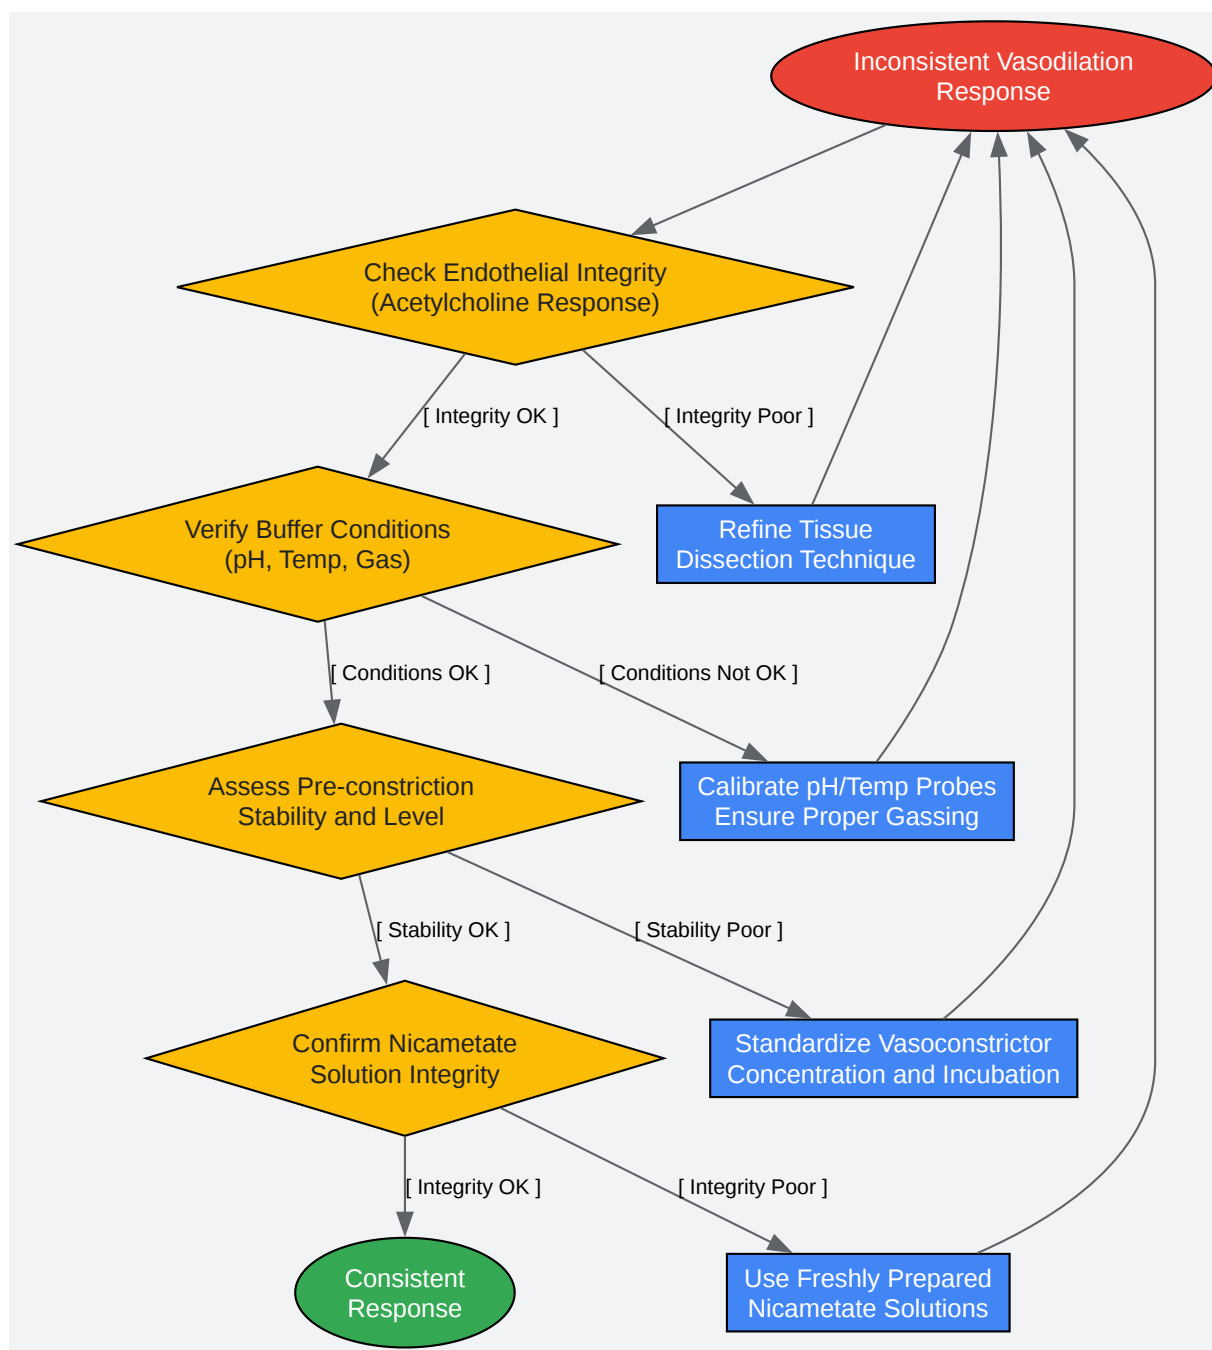 Inconsistent Vasodilation
Response
Check Endothelial Integrity
(Acetylcholine Response)
[ Integrity OK ]
[ Integrity Poor ]
Verify Buffer Conditions
(pH, Temp, Gas)
Refine Tissue
Dissection Technique
[ Conditions OK ]
[ Conditions Not OK ]
Assess Pre-constriction
Stability and Level
Calibrate pH/Temp Probes
Ensure Proper Gassing
[ Stability OK ]
[ Stability Poor ]
Confirm Nicametate
Solution Integrity
Standardize Vasoconstrictor
Concentration and Incubation
[ Integrity OK ]
[ Integrity Poor ]
Consistent
Response
Use Freshly Prepared
Nicametate Solutions